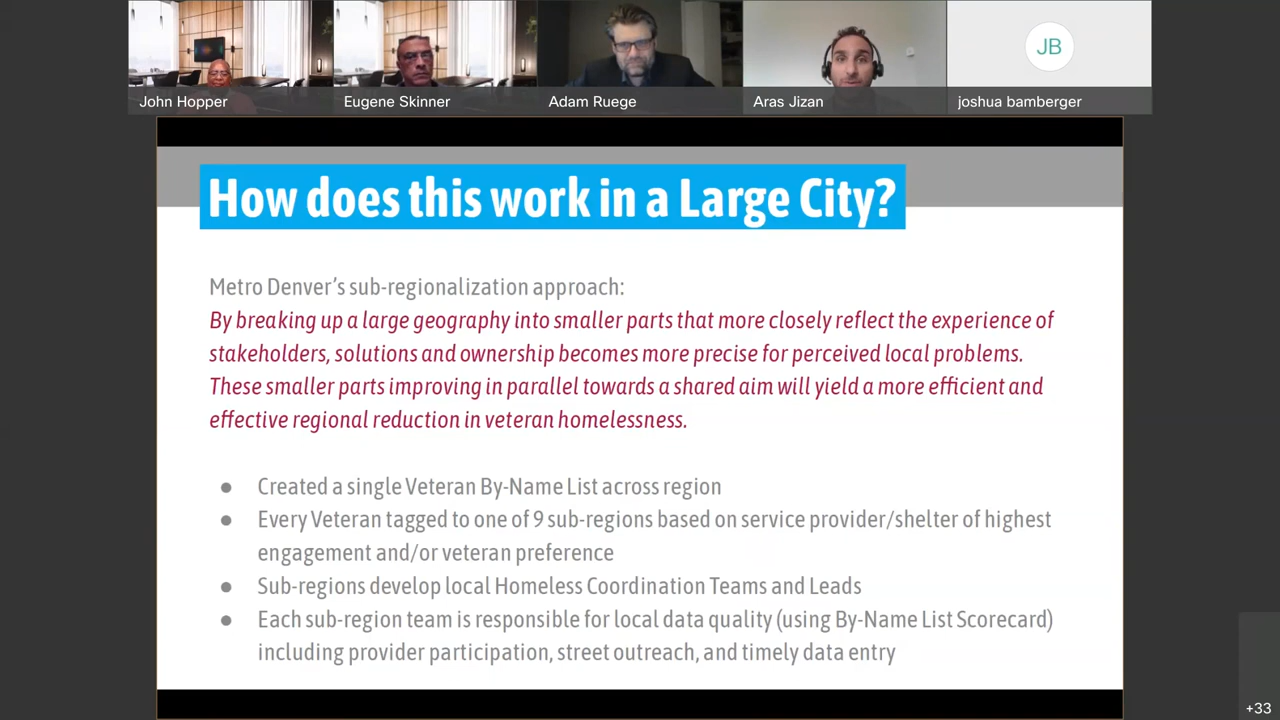 John Hopper
Eugene Skinner
Adam Ruege
Aras Jizan
JB
joshua bamberger
How does this work in a Large City?
Metro Denver's sub-regionalization approach:
By breaking up a large geography into smaller parts that more closely reflect the experience of
stakeholders, solutions and ownership becomes more precise for perceived local problems.
These smaller parts improving in parallel towards a shared aim will yield a more efficient and
effective regional reduction in veteran homelessness.
● Created a single Veteran By-Name List across region
● Every Veteran tagged to one of 9 sub-regions based on service provider/shelter of highest
engagement and/or veteran preference
● Sub-regions develop local Homeless Coordination Teams and Leads
● Each sub-region team is responsible for local data quality (using By-Name List Scorecard)
including provider participation, street outreach, and timely data entry
+33